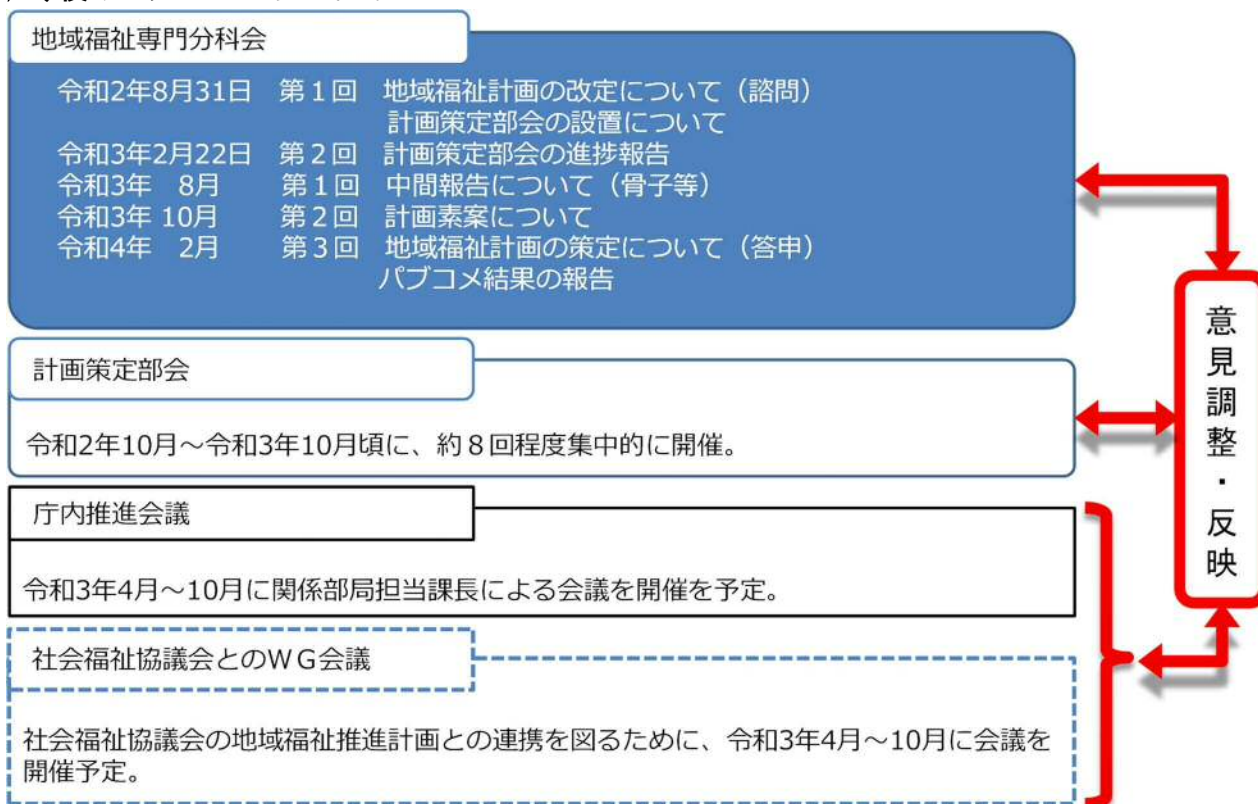 地域福祉専門分科会
令和2年8月31日 第１回 地域福祉計画の改定について（諮問）
計画策定部会の設置について
令和3年2月22日 第２回 計画策定部会の進捗報告
令和3年 8月 第１回 中間報告について（骨子等）
令和3年 10月 第２回 計画素案について
令和4年 2月 第３回 地域福祉計画の策定について（答申）
パブコメ結果の報告
計画策定部会
令和2年10月～令和3年10月頃に、約８回程度集中的に開催。
庁内推進会議
令和3年4月～10月に関係部局担当課長による会議を開催を予定。
社会福祉協議会とのＷＧ会議
社会福祉協議会の地域福祉推進計画との連携を図るために、令和3年4月～10月に会議を
開催予定。
意見調整・反映